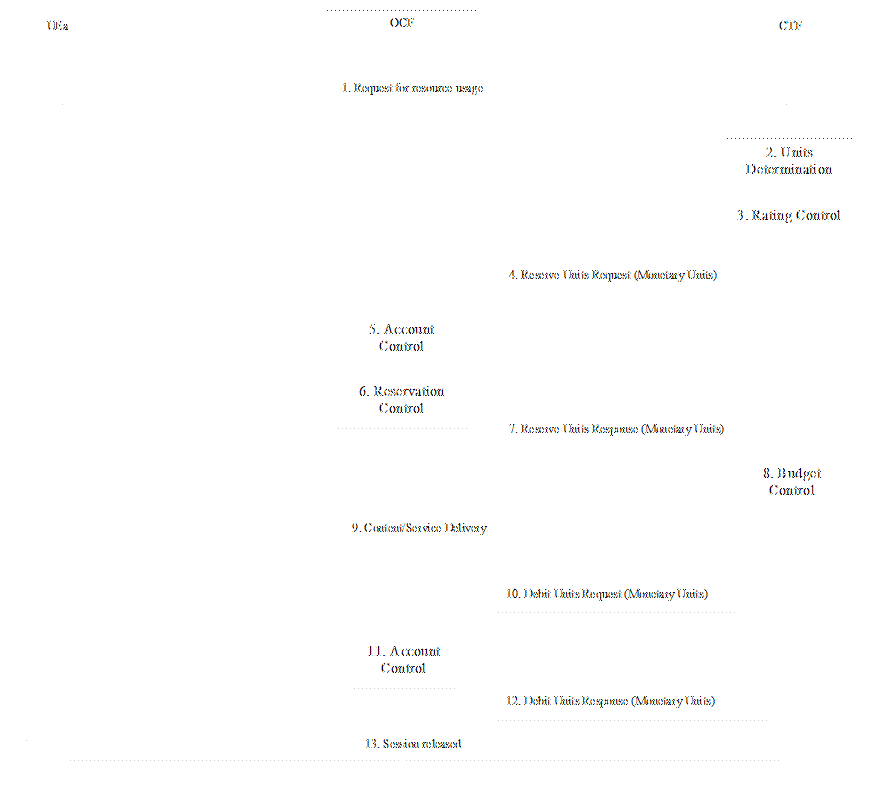 UEa
OCF
CTF
1. Request for resource usage
2. Units
Determination
3. Rating Control
4. Reserve Units Request (Monetary Units)
5. Account
Control
6. Reservation
Control
7. Reserve Units Response (Monetary Units)
8. Budget
Control
9. Content/Service Delivery
10. Debit Units Request (Monetary Units)
11. Account
Control
12. Debit Units Response (Monetary Units)
13. Session released